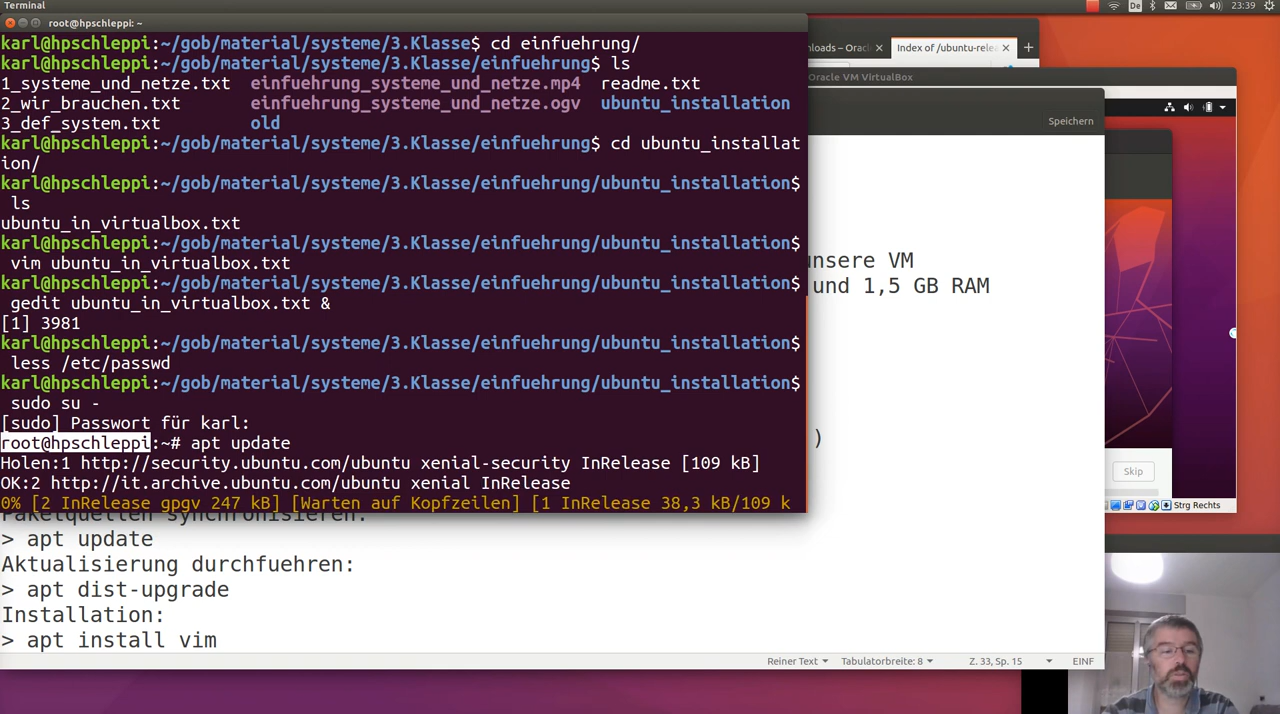 Terminal
De
23:39
root@hpschleppi: ~
karl@hpschleppi:~/gob/material/systeme/3.Klasse$ cd einfuehrung/
karl@hpschleppi:~/gob/material/systeme/3.Klasse/einfuehrung$ ls
1_systeme_und_netze.txt einfuehrung_systeme_und_netze.mp4 readme.txt
2_wir_brauchen.txt einfuehrung_systeme_und_netze.ogv ubuntu_installation
3_def_system.txt old
karl@hpschleppi:~/gob/material/systeme/3.Klasse/einfuehrung$ cd ubuntu_installat
ion/
karl@hpschleppi:~/gob/material/systeme/3.Klasse/einfuehrung/ubuntu_installation$
ls
ubuntu_in_virtualbox.txt
karl@hpschleppi:~/gob/material/systeme/3.Klasse/einfuehrung/ubuntu_installation$
vim ubuntu_in_virtualbox.txt
karl@hpschleppi:~/gob/material/systeme/3.Klasse/einfuehrung/ubuntu_installation$
gedit ubuntu_in_virtualbox.txt &
[1] 3981
karl@hpschleppi:~/gob/material/systeme/3.Klasse/einfuehrung/ubuntu_installation$
less /etc/passwd
karl@hpschleppi:~/gob/material/systeme/3.Klasse/einfuehrung/ubuntu_installation$
sudo su -
[sudo] Passwort für karl:
root@hpschleppi:~# apt update
Holen:1 http://security.ubuntu.com/ubuntu xenial-security InRelease [109 kB]
OK:2 http://it.archive.ubuntu.com/ubuntu xenial InRelease
0% [2 InRelease gpgv 247 kB] [Warten auf Kopfzeilen] [1 InRelease 38,3 kB/109 k
nloads – Orac
Index of /ubuntu-rele
Oracle VM VirtualBox
Speichern
unsere VM
und 1,5 GB RAM
)
Skip
Strg Rechts
Paketquellen synchronisieren:
> apt update
Aktualisierung durchfuehren:
> apt dist-upgrade
Installation:
> apt install vim
Reiner Text
Tabulatorbreite: 8
Z. 33, Sp. 15
EINF